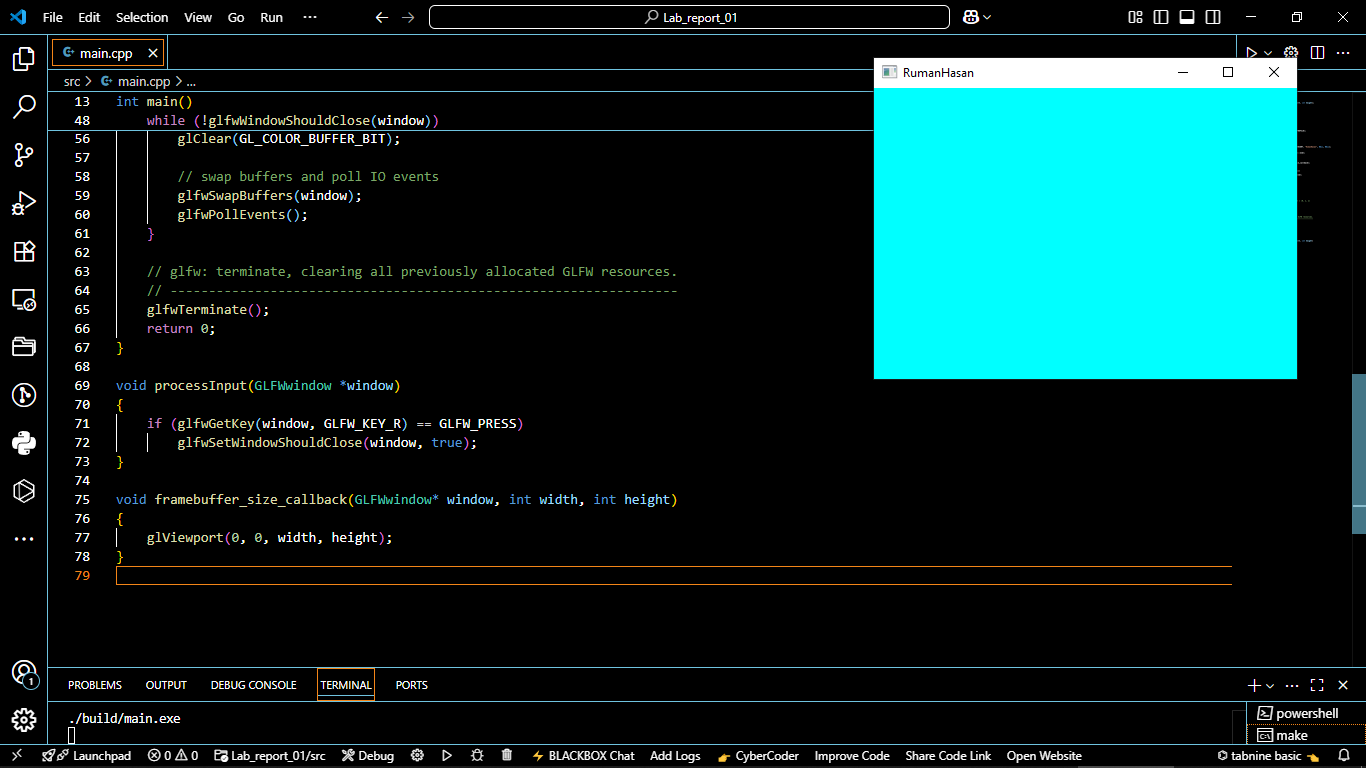 File Edit Selection View Go Run ··· Lab_report_01
main.cpp
src > main.cpp > ...
RumanHasan
13 int main()
48 while (!glfwWindowShouldClose(window))
56 glClear(GL_COLOR_BUFFER_BIT);
57
58 // swap buffers and poll IO events
59 glfwSwapBuffers(window);
60 glfwPollEvents();
61 }
62
63 // glfw: terminate, clearing all previously allocated GLFW resources.
64 // ------------------------------------------------------------------
65 glfwTerminate();
66 return 0;
67 }
68
69 void processInput(GLFWwindow *window)
70 {
71 if (glfwGetKey(window, GLFW_KEY_R) == GLFW_PRESS)
72 glfwSetWindowShouldClose(window, true);
73 }
74
75 void framebuffer_size_callback(GLFWwindow* window, int width, int height)
76 {
77 glViewport(0, 0, width, height);
78 }
79
PROBLEMS OUTPUT DEBUG CONSOLE TERMINAL PORTS
./build/main.exe
powershell
make
1
Launchpad 0 0 Lab_report_01/src Debug BLACKBOX Chat Add Logs CyberCoder Improve Code Share Code Link Open Website tabnine basic